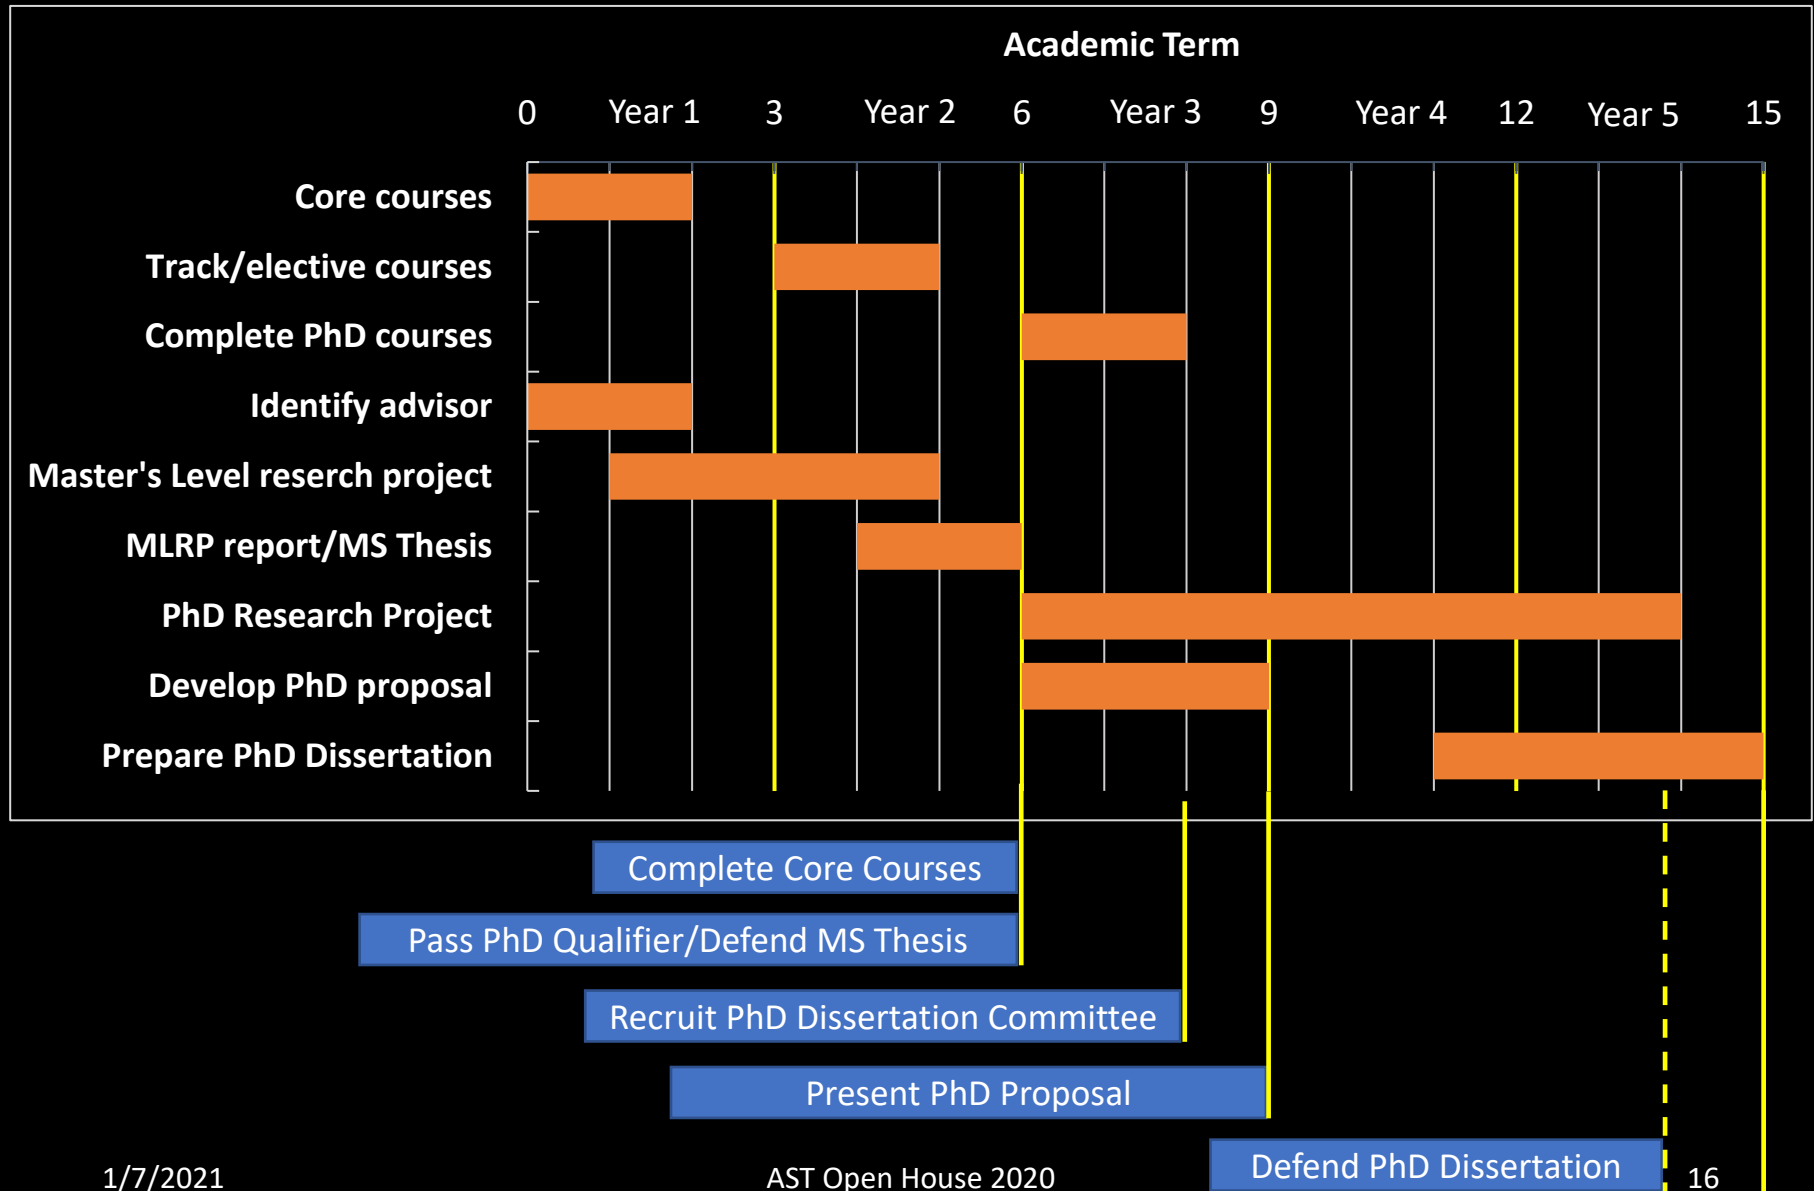 Academic Term
0 Year 1 3 Year 2 6 Year 3 9 Year 4 12 Year 5 15
Core courses
Track/elective courses
Complete PhD courses
Identify advisor
Master's Level reserch project
MLRP report/MS Thesis
PhD Research Project
Develop PhD proposal
Prepare PhD Dissertation
Complete Core Courses
Pass PhD Qualifier/Defend MS Thesis
Recruit PhD Dissertation Committee
Present PhD Proposal
Defend PhD Dissertation
1/7/2021 AST Open House 2020 16